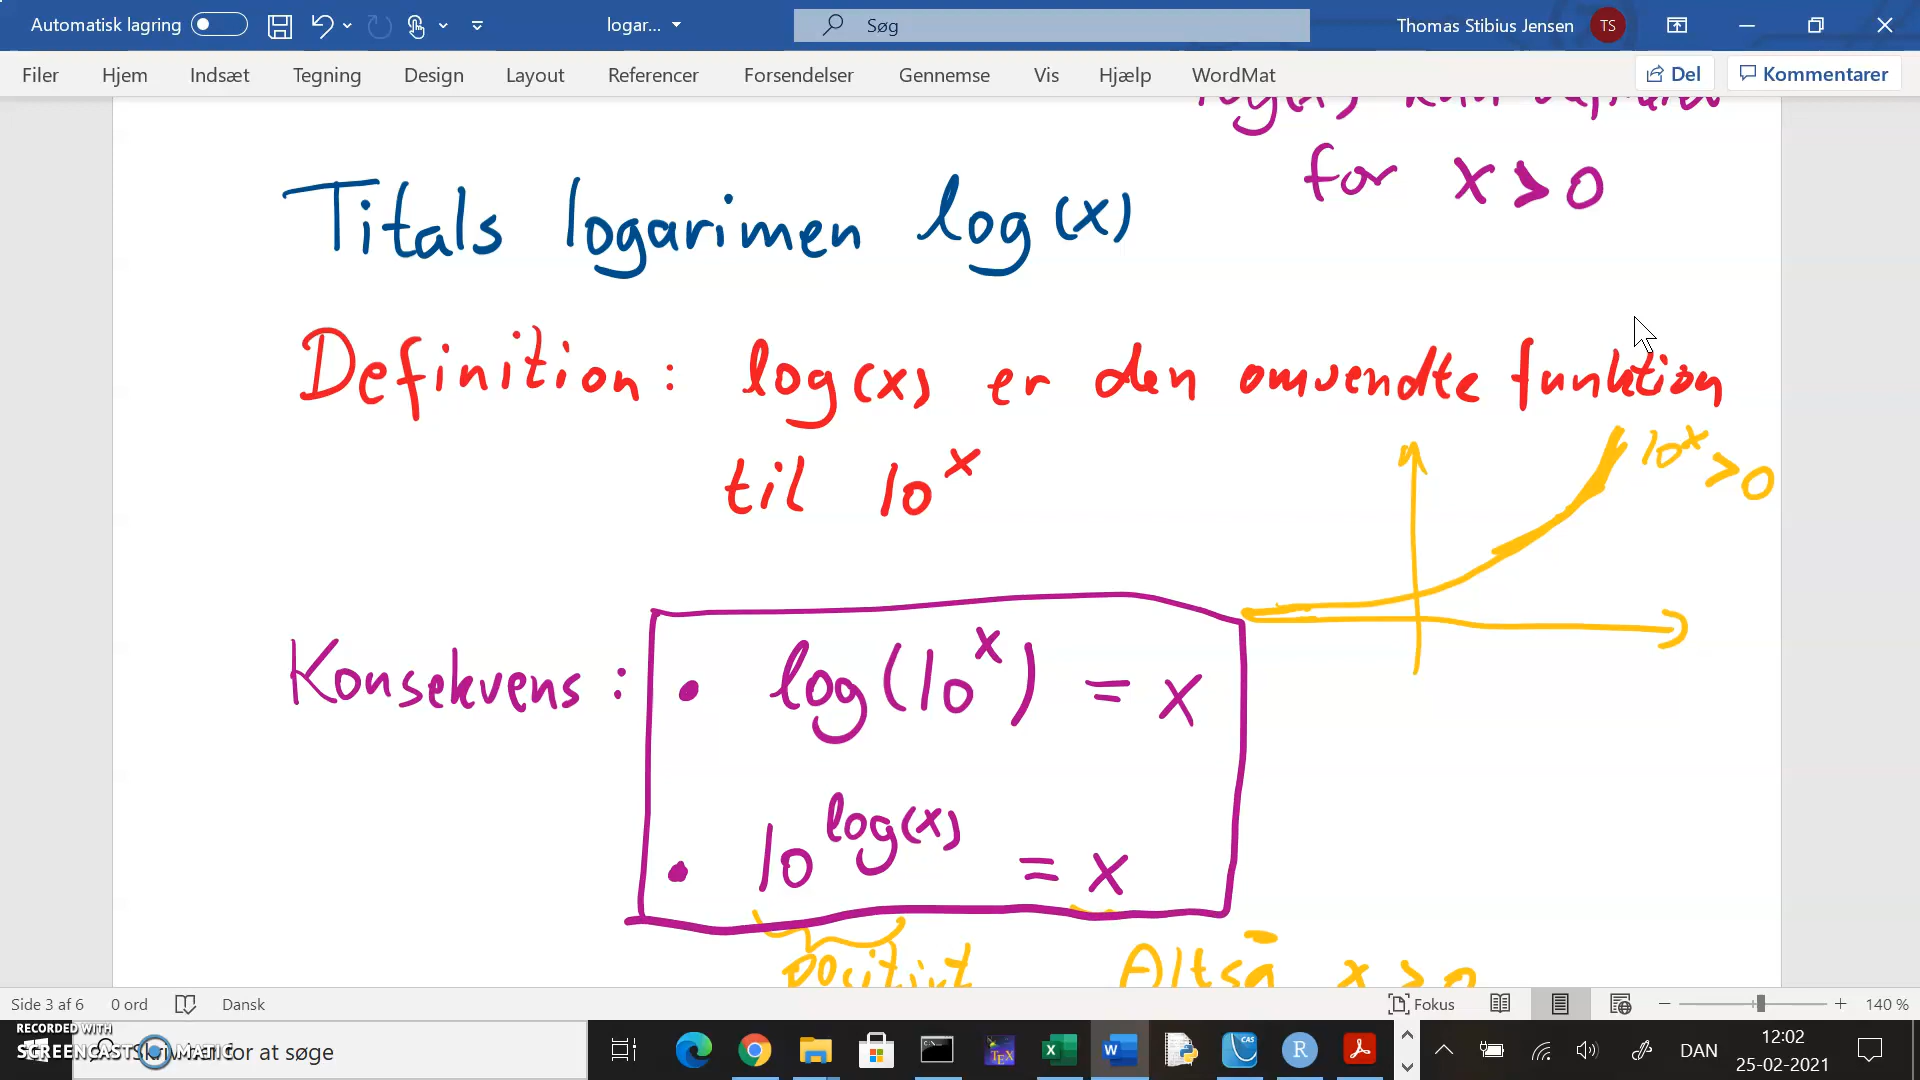 Automatisk lagring
logar...
Søg
Thomas Stibius Jensen
TS
Filer Hjem Indsæt Tegning Design Layout Referencer Forsendelser Gennemse Vis Hjælp WordMat
Del Kommentarer
for x > 0
Titals logarimen log(x)
Definition: log(x) er den omvendte funktion
til 10^x
10^x > 0
Konsekvens: • log(10^x) = x
• 10^log(x) = x
positivt Altså x > 0
Side 3 af 6 0 ord Dansk
Fokus
140 %
RECORDED WITH
SCREENCAST MATIC
for at søge
DAN
12:02
25-02-2021